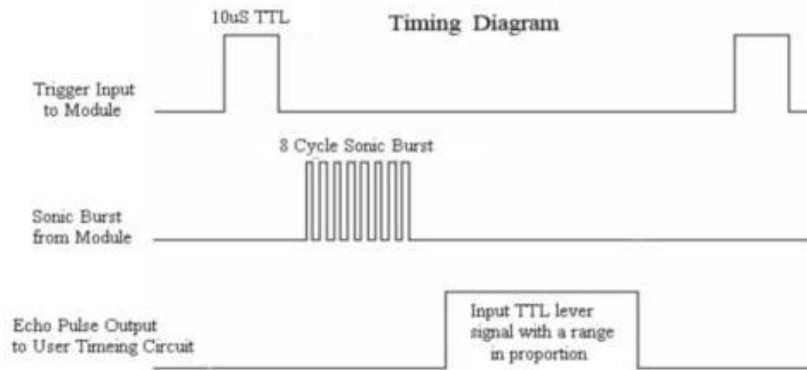 10uS TTL
Timing Diagram
Trigger Input
to Module
8 Cycle Sonic Burst
Sonic Burst
from Module
Echo Pulse Output
to User Timeing Circuit
Input TTL lever
signal with a range
in proportion